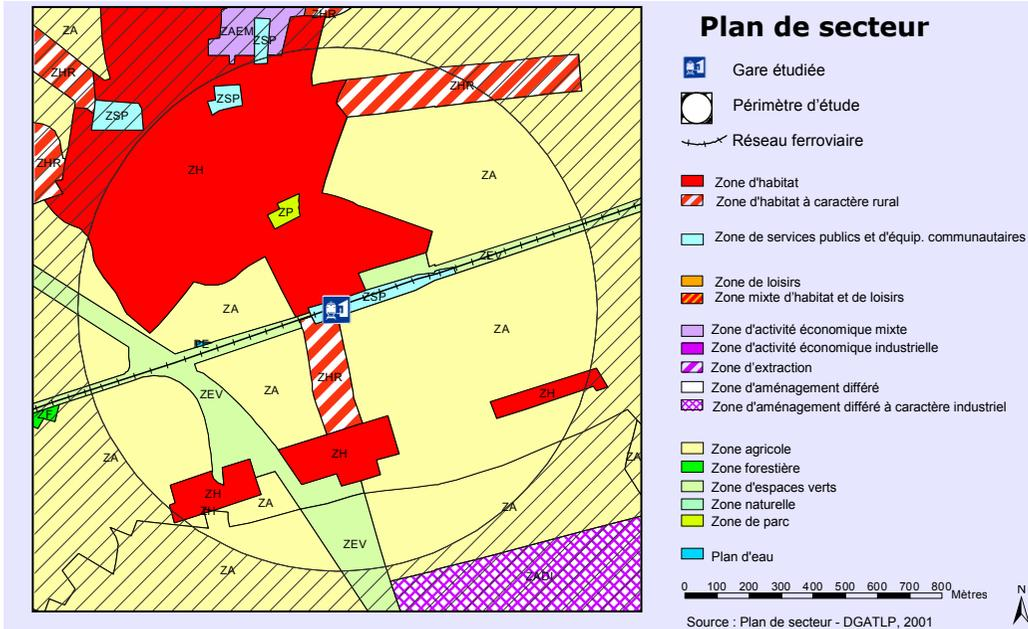 Plan de secteur
Gare étudiée
Périmètre d'étude
Réseau ferroviaire
Zone d'habitat
Zone d'habitat à caractère rural
Zone de services publics et d'équip. communautaires
Zone de loisirs
Zone mixte d'habitat et de loisirs
Zone d'activité économique mixte
Zone d'activité économique industrielle
Zone d'extraction
Zone d'aménagement différé
Zone d'aménagement différé à caractère industriel
Zone agricole
Zone forestière
Zone d'espaces verts
Zone naturelle
Zone de parc
Plan d'eau
0 100 200 300 400 500 600 700 800 Mètres
N
Source : Plan de secteur - DGATLP, 2001
ZHR
ZA
ZAEM
ZSP
ZHR
ZHR
ZSP
ZSP
ZHR
ZH
ZA
ZP
ZEV
ZSP
ZA
ZA
PE
ZHR
ZEV
ZA
ZH
ZF
ZA
ZH
ZA
ZH
ZA
ZH
ZA
ZEV
ZA
ZADI